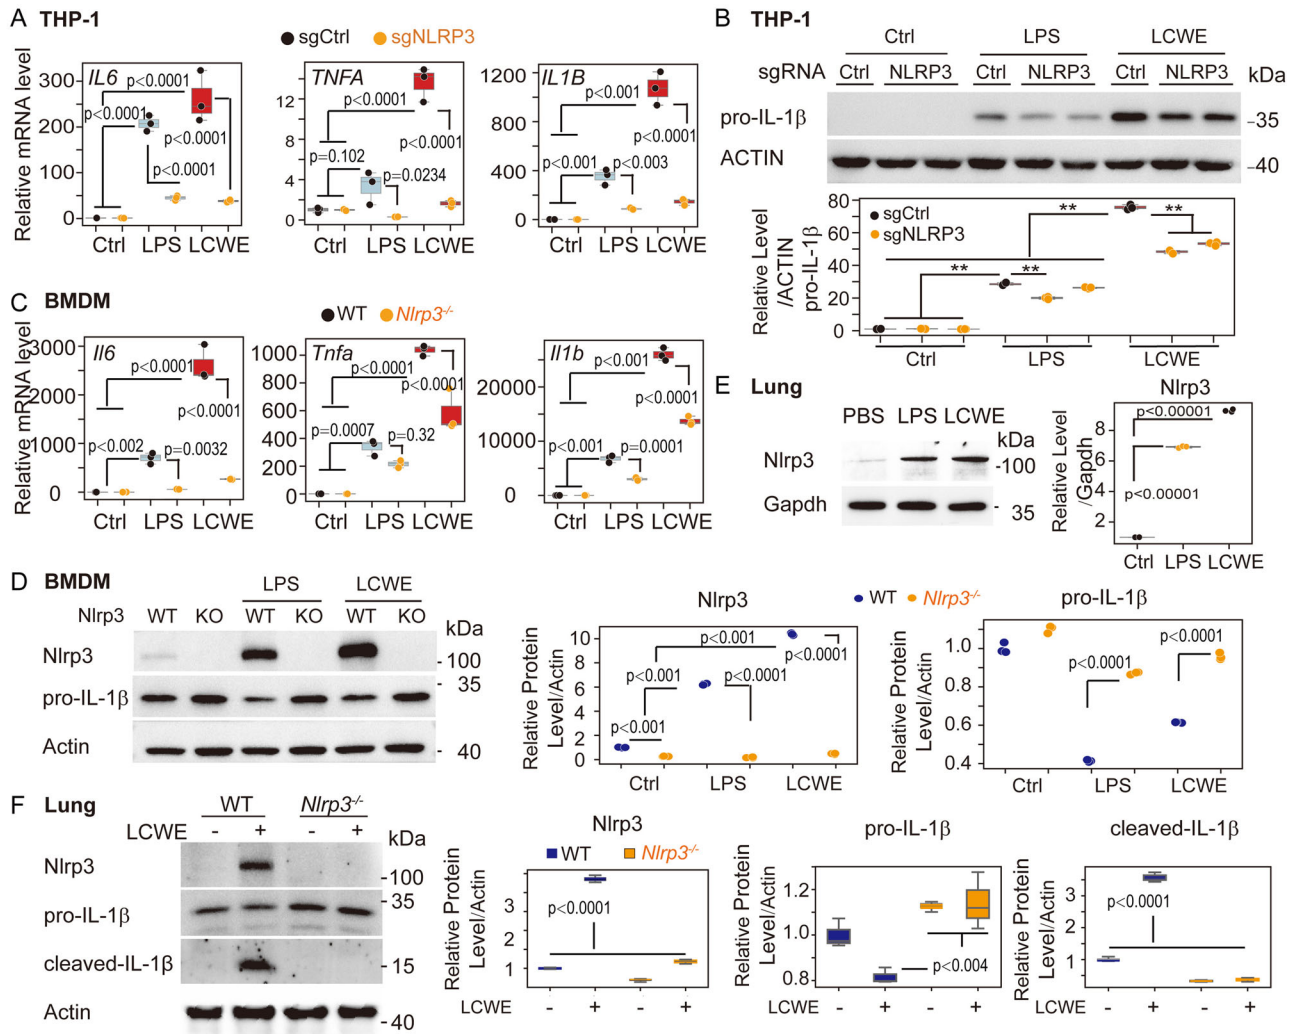 A THP-1
sgCtrl sgNLRP3
Relative mRNA level
IL6
300
200
100
0
p<0.0001
p<0.0001
p<0.0001
p<0.0001
Ctrl LPS LCWE
TNFA
12
8
4
0
p<0.0001
p<0.0001
p=0.102
p=0.0234
Ctrl LPS LCWE
IL1B
1200
800
400
0
p<0.001
p<0.0001
p<0.001
p<0.003
Ctrl LPS LCWE
B THP-1
Ctrl LPS LCWE
sgRNA Ctrl NLRP3 Ctrl NLRP3 Ctrl NLRP3 kDa
pro-IL-1β -35
ACTIN -40
Relative Level
/ACTIN
pro-IL-1β
80
60
40
20
0
sgCtrl
sgNLRP3
**
**
**
**
Ctrl LPS LCWE
C BMDM
WT Nlrp3-/-
Relative mRNA level
Il6
3000
2000
1000
0
p<0.0001
p<0.0001
p<0.002
p=0.0032
Ctrl LPS LCWE
Tnfa
1000
800
600
400
200
0
p<0.0001
p<0.0001
p=0.0007
p=0.32
Ctrl LPS LCWE
Il1b
20000
10000
0
p<0.001
p<0.0001
p<0.001
p=0.0001
Ctrl LPS LCWE
E Lung
PBS LPS LCWE
kDa
Nlrp3 -100
Gapdh - 35
Nlrp3
Relative Level
/Gapdh
8
6
4
2
p<0.00001
p<0.00001
Ctrl LPS LCWE
D BMDM
LPS LCWE
Nlrp3 WT KO WT KO WT KO
kDa
Nlrp3 - 100
pro-IL-1β - 35
Actin - 40
WT Nlrp3-/-
Nlrp3
Relative Protein
Level/Actin
10
8
6
4
2
0
p<0.001
p<0.0001
p<0.001
p<0.0001
p<0.001
Ctrl LPS LCWE
pro-IL-1β
Relative Protein
Level/Actin
1.0
0.8
0.6
0.4
p<0.0001
p<0.0001
Ctrl LPS LCWE
F Lung
WT Nlrp3-/-
LCWE - + - +
kDa
Nlrp3 - 100
pro-IL-1β - 35
cleaved-IL-1β - 15
Actin - 40
Nlrp3
WT Nlrp3-/-
Relative Protein
Level/Actin
3
2
1
p<0.0001
LCWE - + - +
pro-IL-1β
Relative Protein
Level/Actin
1.2
1.0
0.8
p<0.004
LCWE - + - +
cleaved-IL-1β
Relative Protein
Level/Actin
3
2
1
p<0.0001
LCWE - + - +